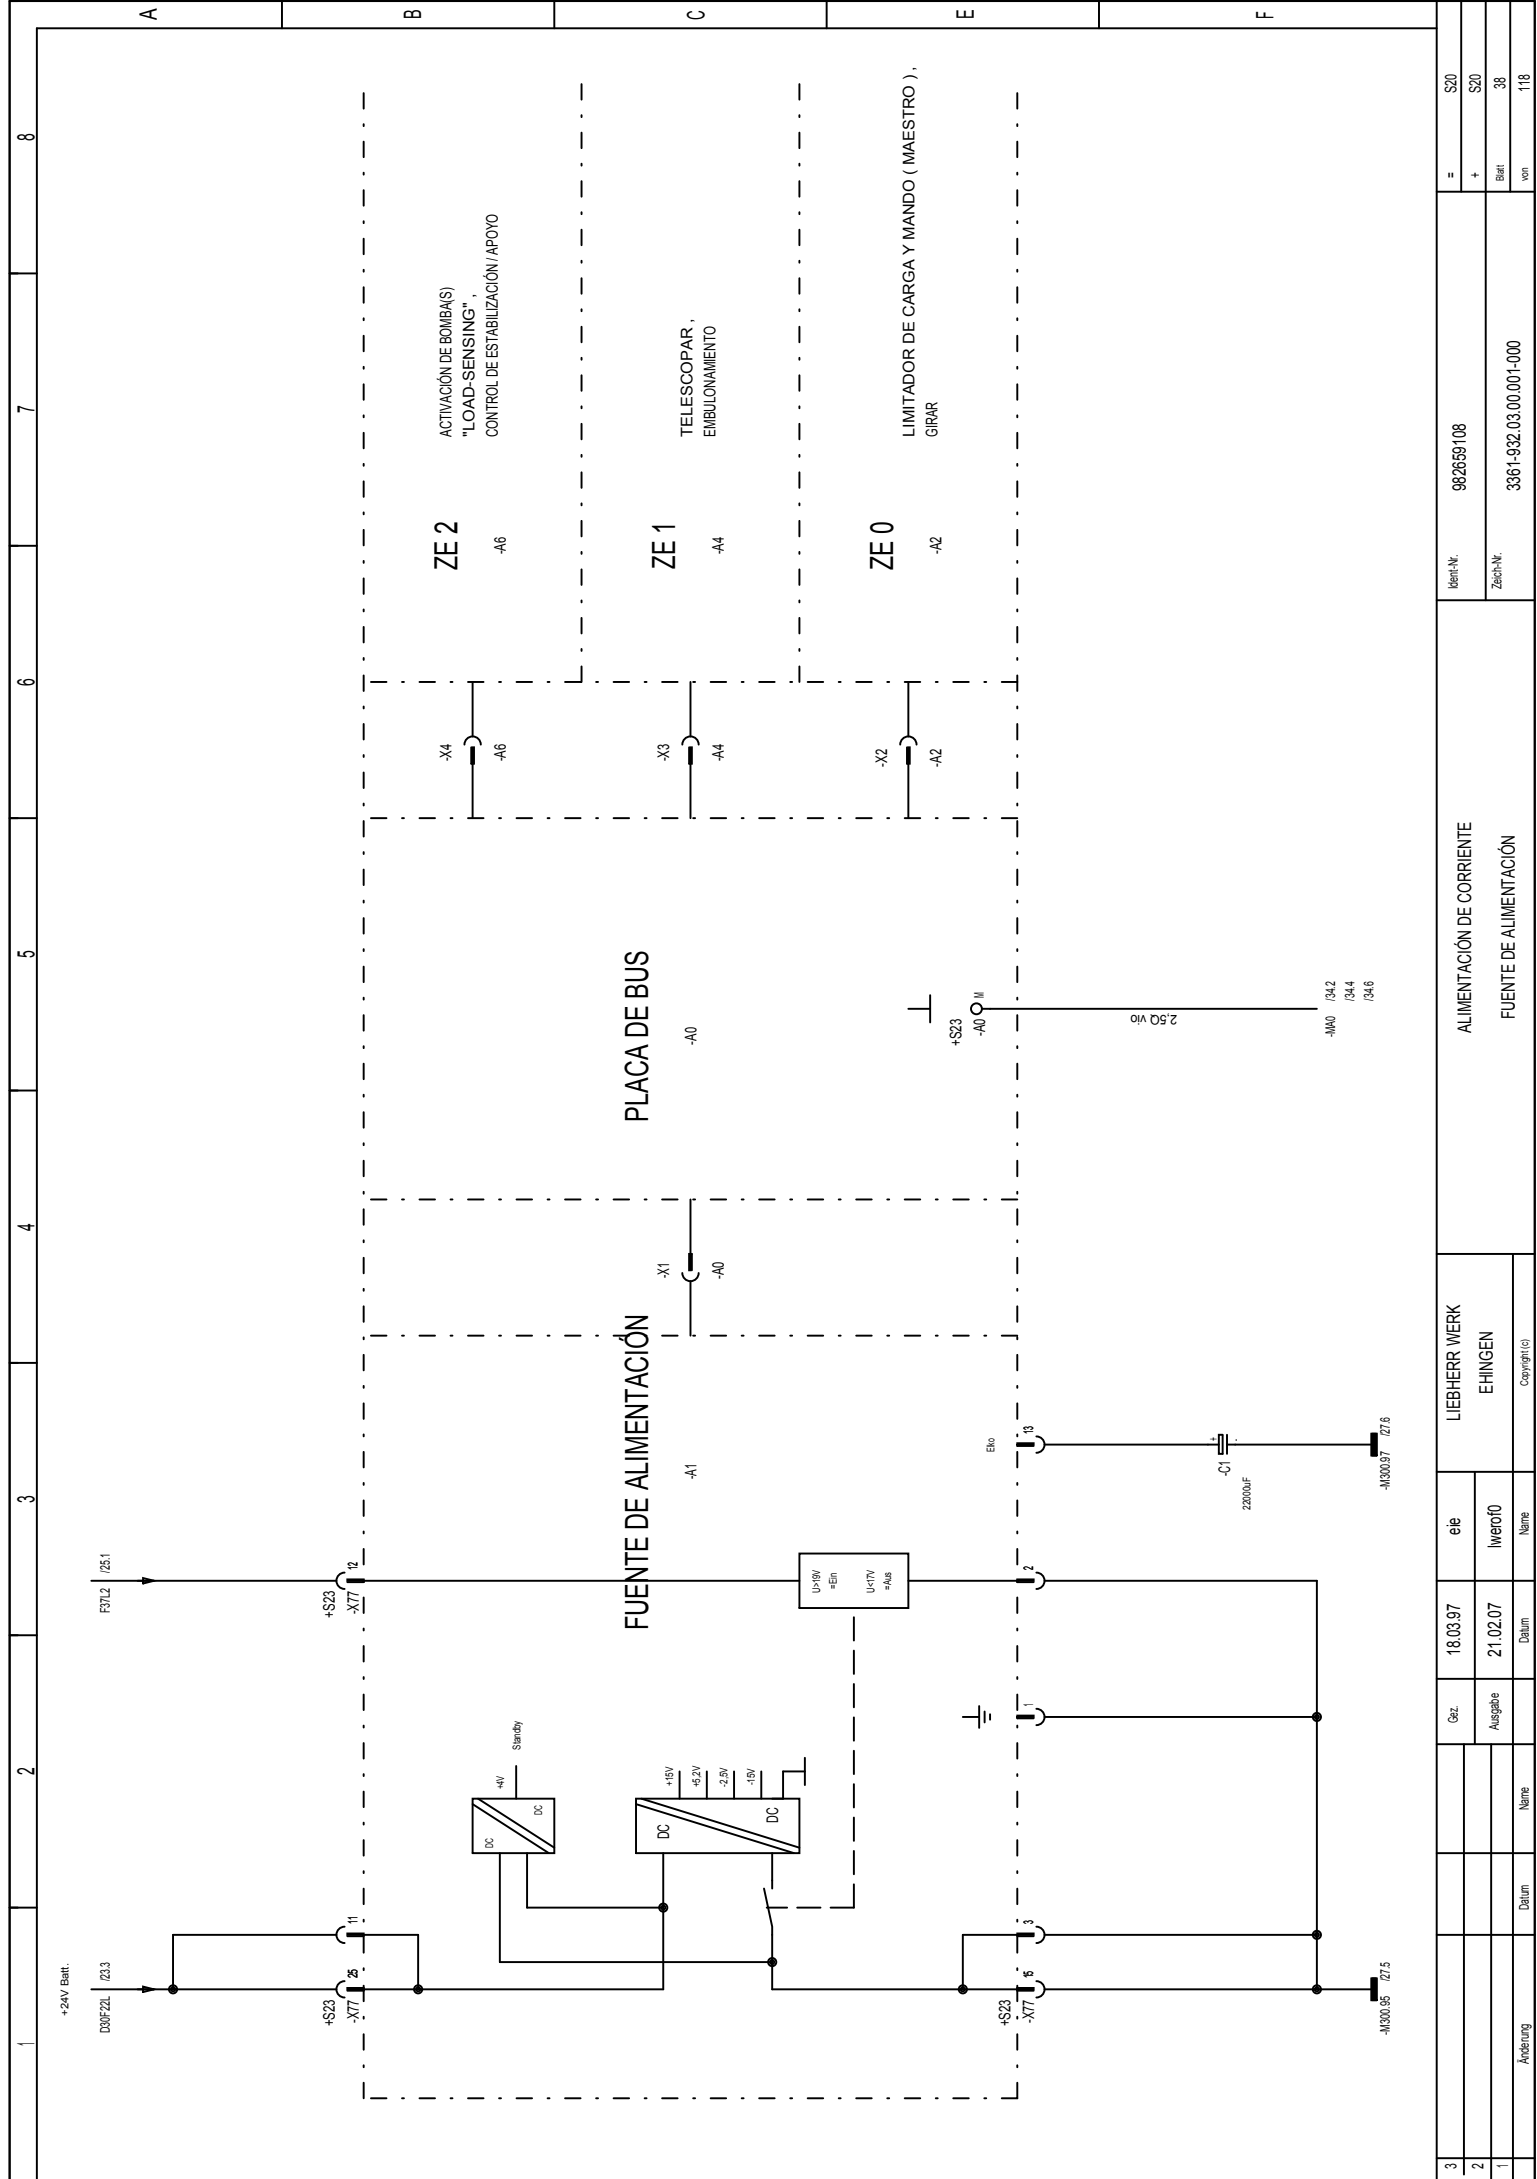 1
2
3
4
5
6
7
8
A
B
C
E
F
+24V Batt.
D30F22L /23.3
F37L2 /25.1
+S23
-X77
25
11
+S23
-X77
12
DC
DC
+4V
Standby
DC
DC
+15V
+5,2V
-2,5V
-15V
U>19V
=Ein
U<17V
=Aus
FUENTE DE ALIMENTACIÓN
-A1
-X1
-A0
PLACA DE BUS
-A0
-X4
-A6
-X3
-A4
-X2
-A2
ZE 2
-A6
ACTIVACIÓN DE BOMBA(S)
"LOAD-SENSING" ,
CONTROL DE ESTABILIZACIÓN / APOYO
ZE 1
-A4
TELESCOPAR ,
EMBULONAMIENTO
ZE 0
-A2
LIMITADOR DE CARGA Y MANDO ( MAESTRO ) ,
GIRAR
+S23
-X77
15
3
1
2
Elko
13
+S23
-A0
M
2,5Q vio
-MA0 /34.2
/34.4
/34.6
-C1
+
-
22000uF
-M300.95 /27.5
-M300.97 /27.6
3
2
1
Änderung
Datum
Name
Gez.
18.03.97
eie
Ausgabe
21.02.07
lwerof0
Datum
Name
LIEBHERR WERK
EHINGEN
Copyright (c)
ALIMENTACIÓN DE CORRIENTE
FUENTE DE ALIMENTACIÓN
Ident-Nr.
982659108
Zeich-Nr.
3361-932.03.00.001-000
= S20
+ S20
Blatt 38
von 118